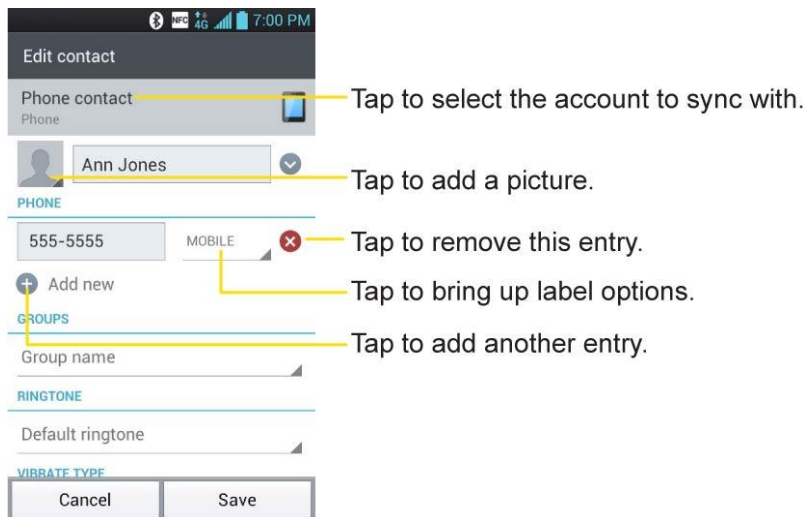 NFC 4G 7:00 PM
Edit contact
Phone contact
Phone
Tap to select the account to sync with.
Ann Jones
Tap to add a picture.
PHONE
555-5555 MOBILE
Tap to remove this entry.
Add new
Tap to bring up label options.
GROUPS
Tap to add another entry.
Group name
RINGTONE
Default ringtone
VIBRATE TYPE
Cancel Save